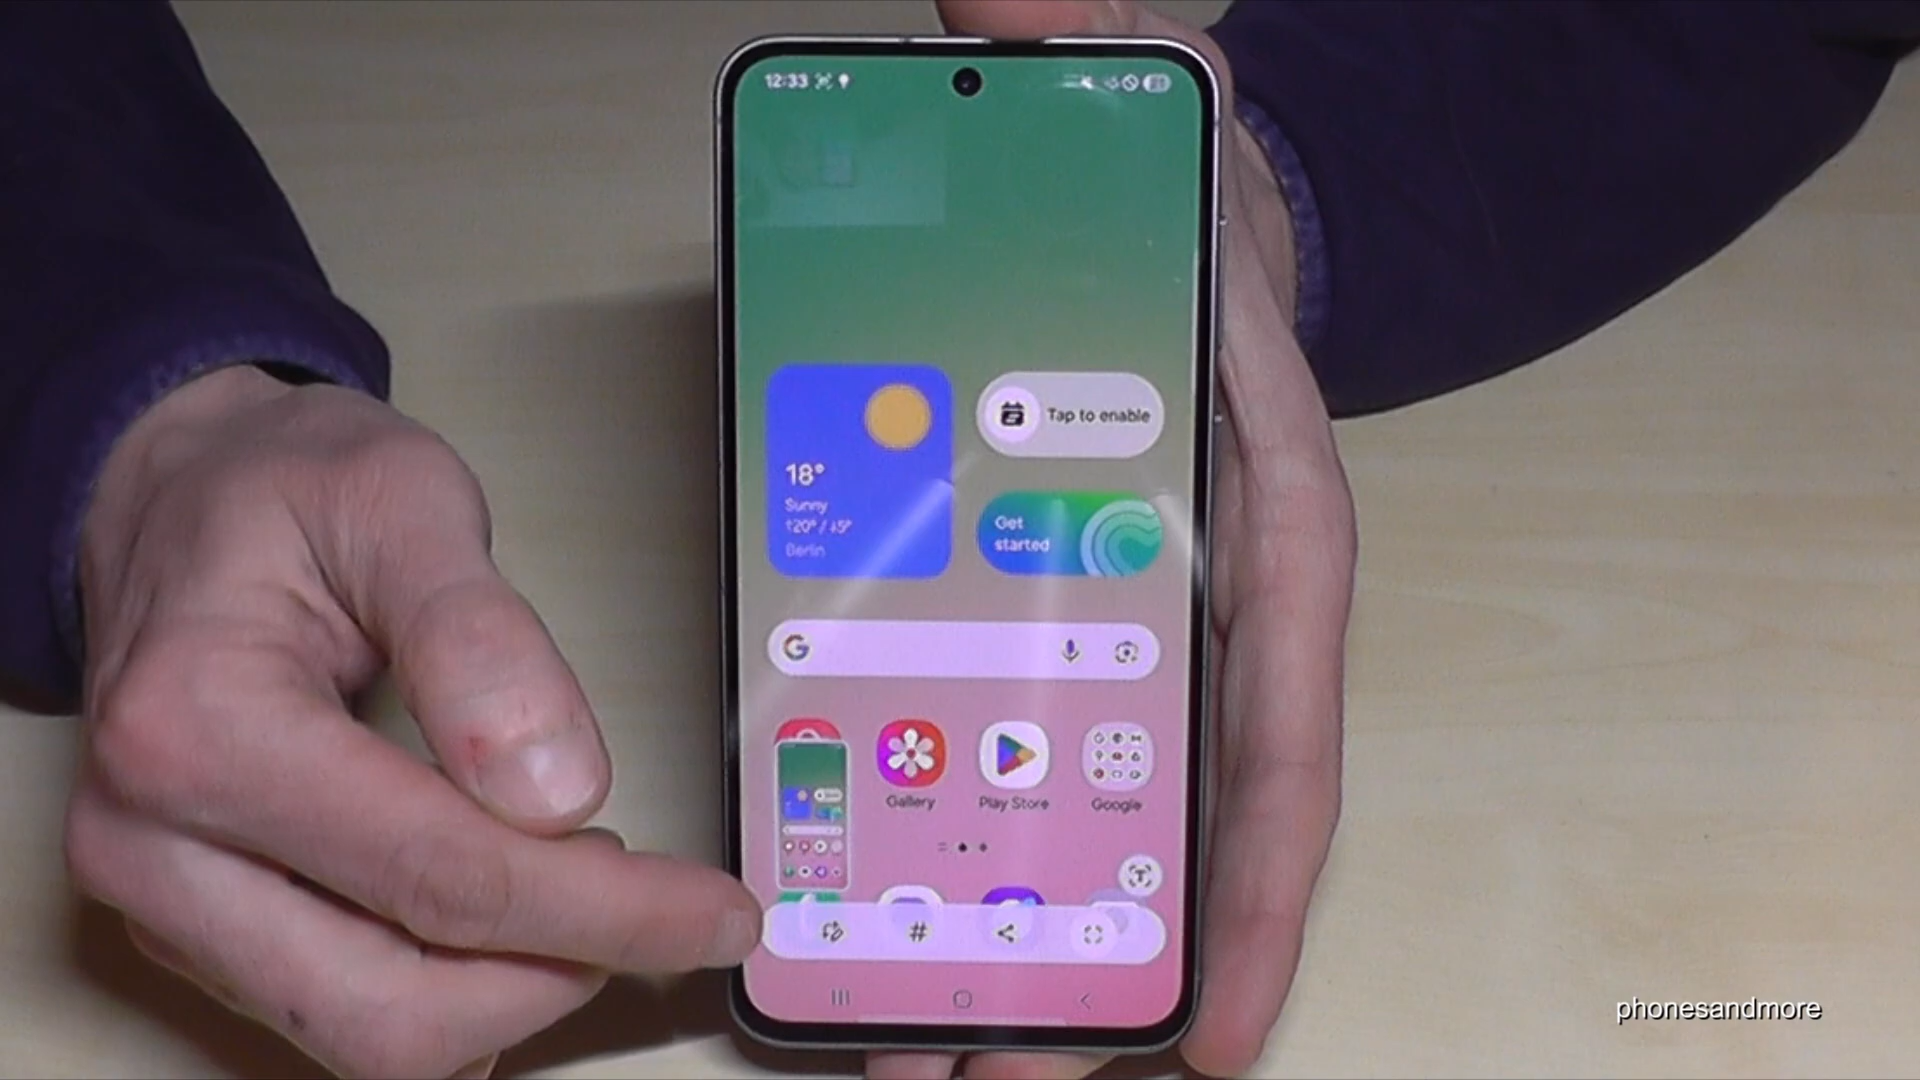 12:33
Tap to enable
18°
Sunny
Get
started
Berlin
G
Gallery
Play Store
Google
#
T
phonesandmore